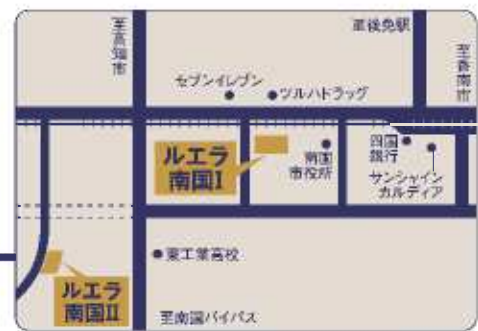 至高知市
至後免駅
至香南市
セブンイレブン
ツルハドラッグ
ルエラ
南国I
南国
市役所
四国
銀行
サンシャイン
カルディア
東工業高校
ルエラ
南国II
至南国バイパス